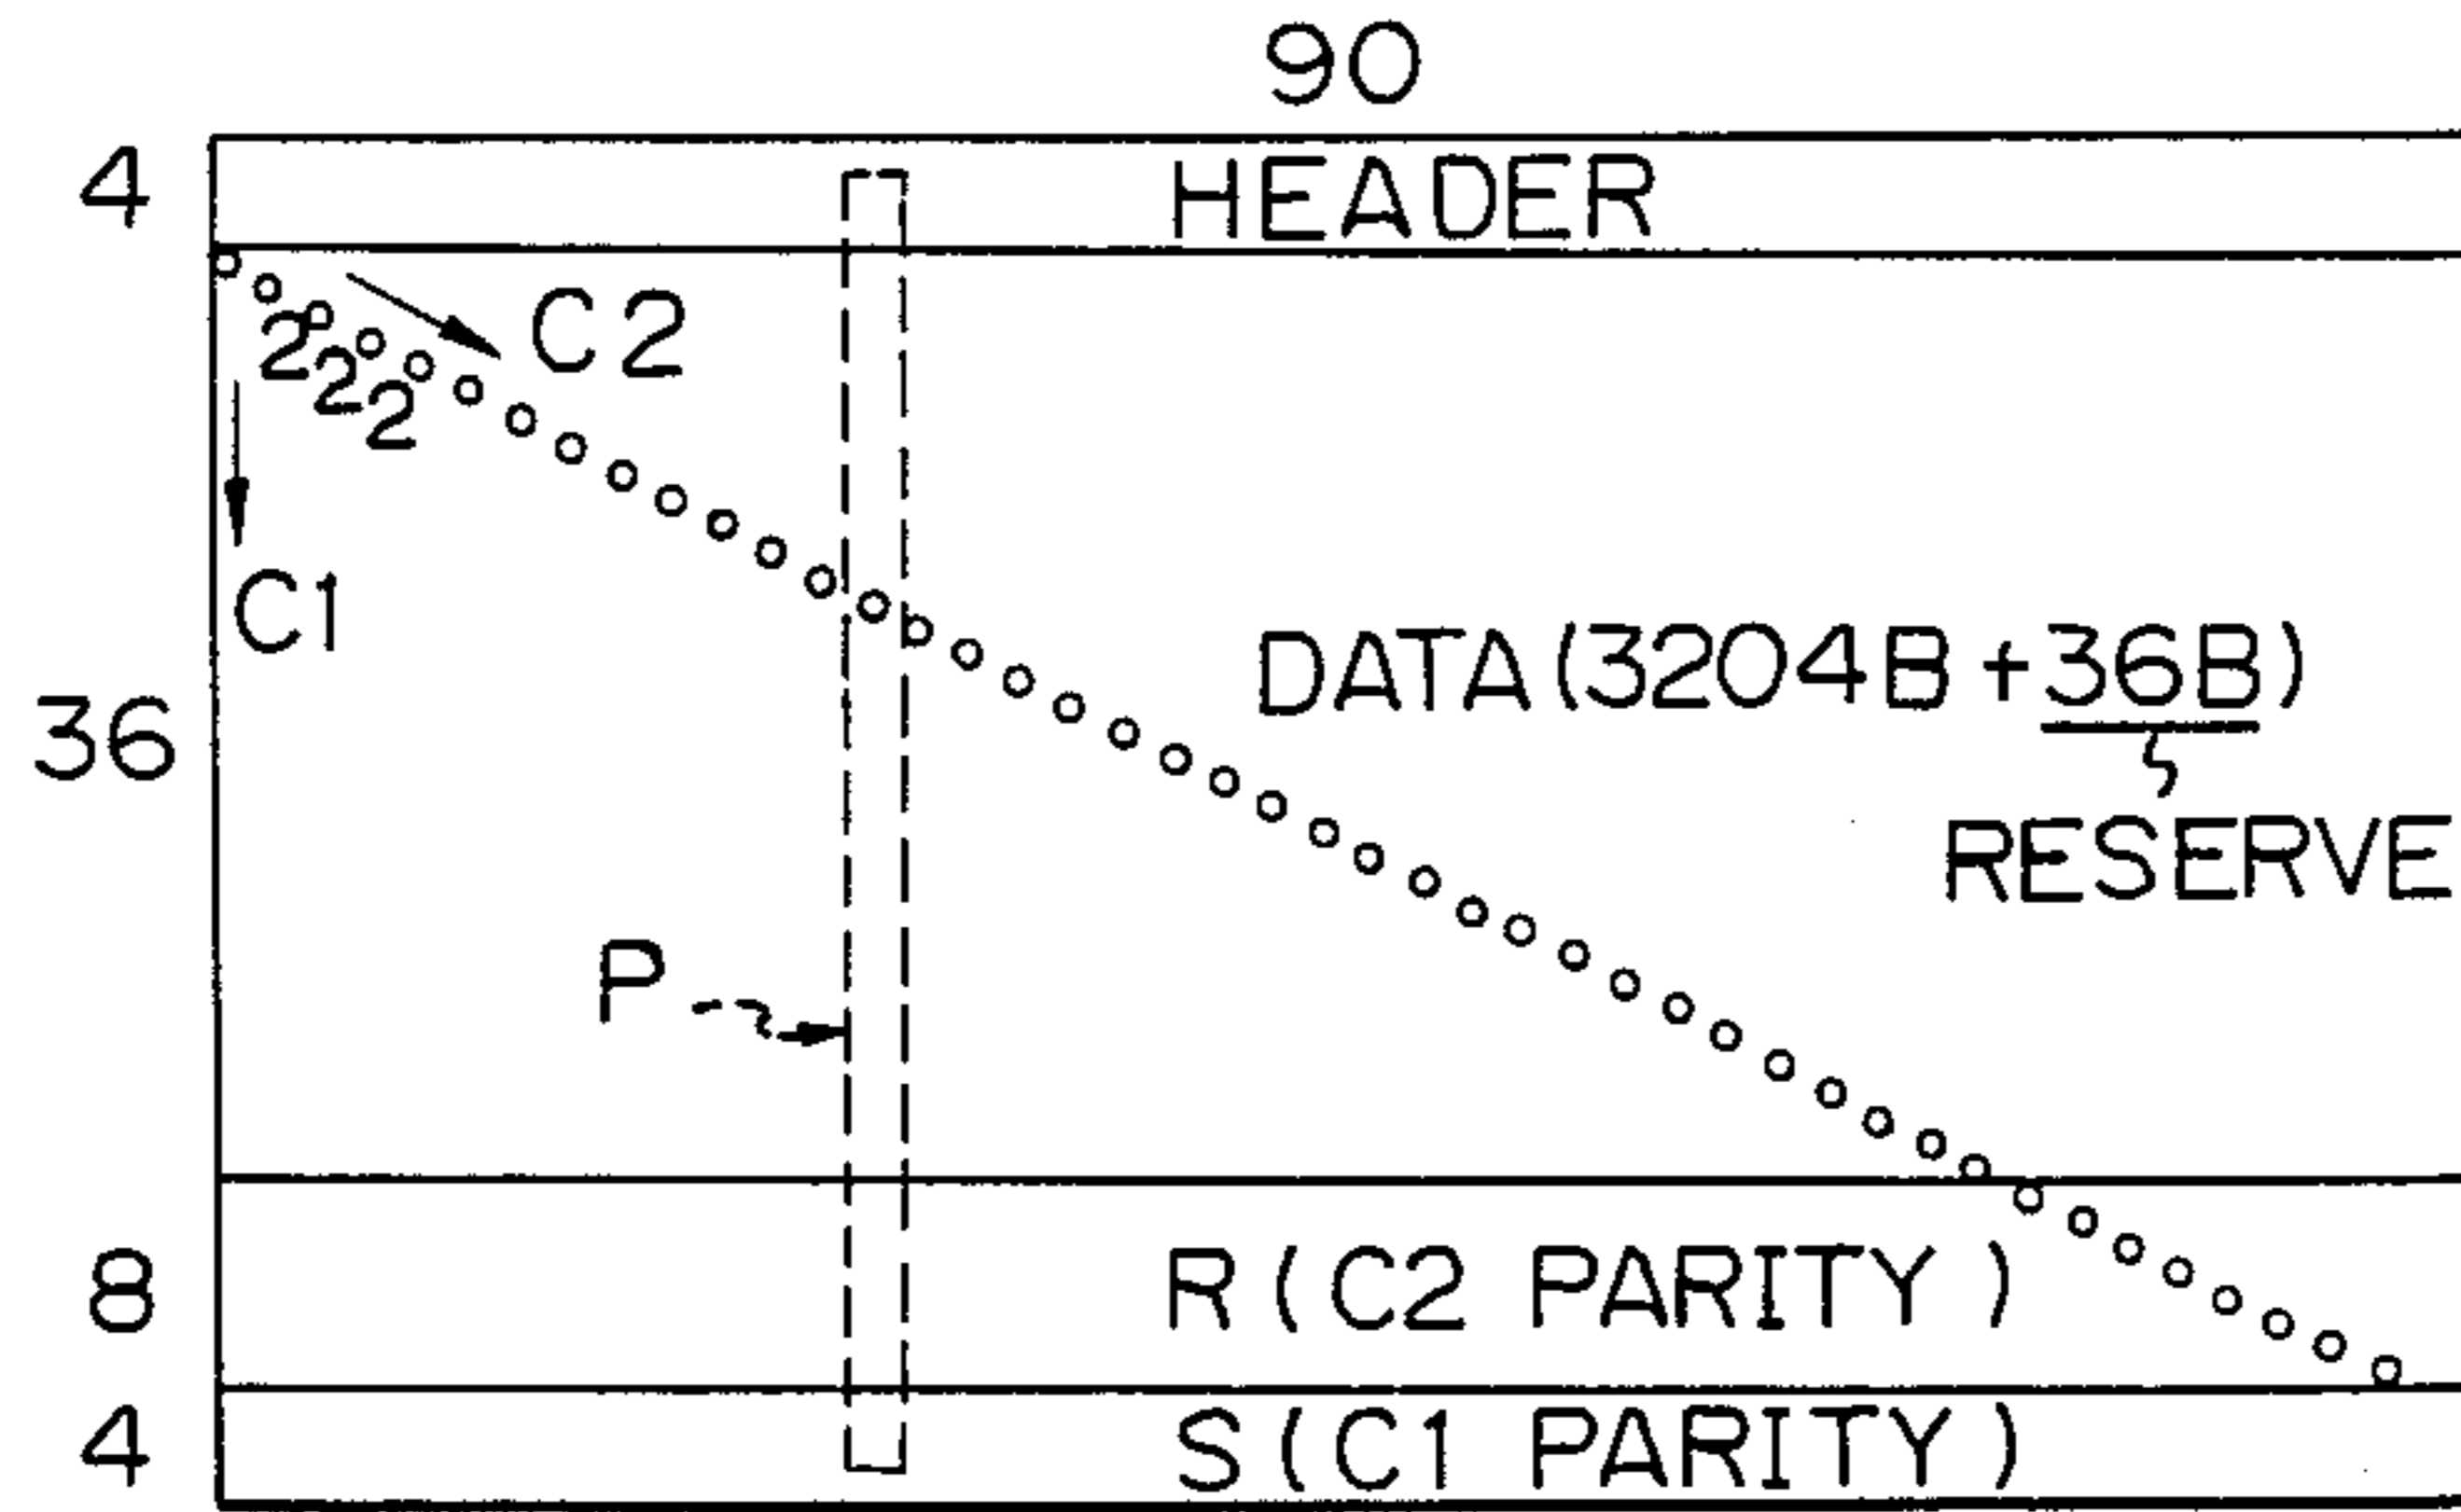 90
4 HEADER
C2
2 2 2
C1
36 DATA(3204B+36B)
RESERVE
P
8 R(C2 PARITY)
4 S(C1 PARITY)